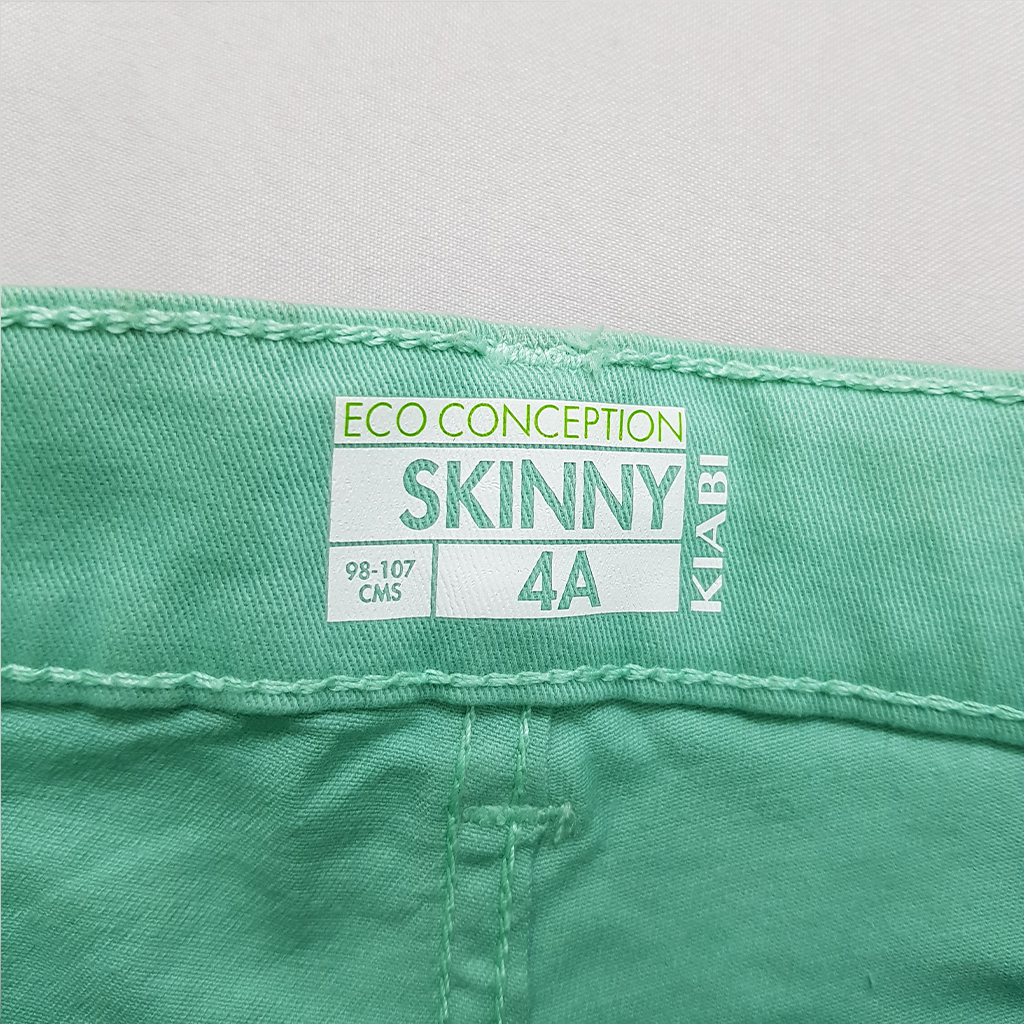 ECO CONCEPTION
SKINNY
98-107
CMS
4A
KIABI